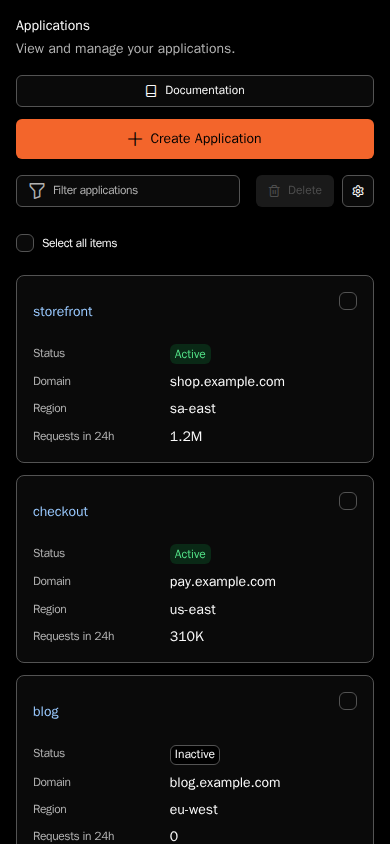 Applications
View and manage your applications.
Documentation
Create Application
Filter applications
Delete
Select all items
storefront
Status Active
Domain shop.example.com
Region sa-east
Requests in 24h 1.2M
checkout
Status Active
Domain pay.example.com
Region us-east
Requests in 24h 310K
blog
Status Inactive
Domain blog.example.com
Region eu-west
Requests in 24h 0